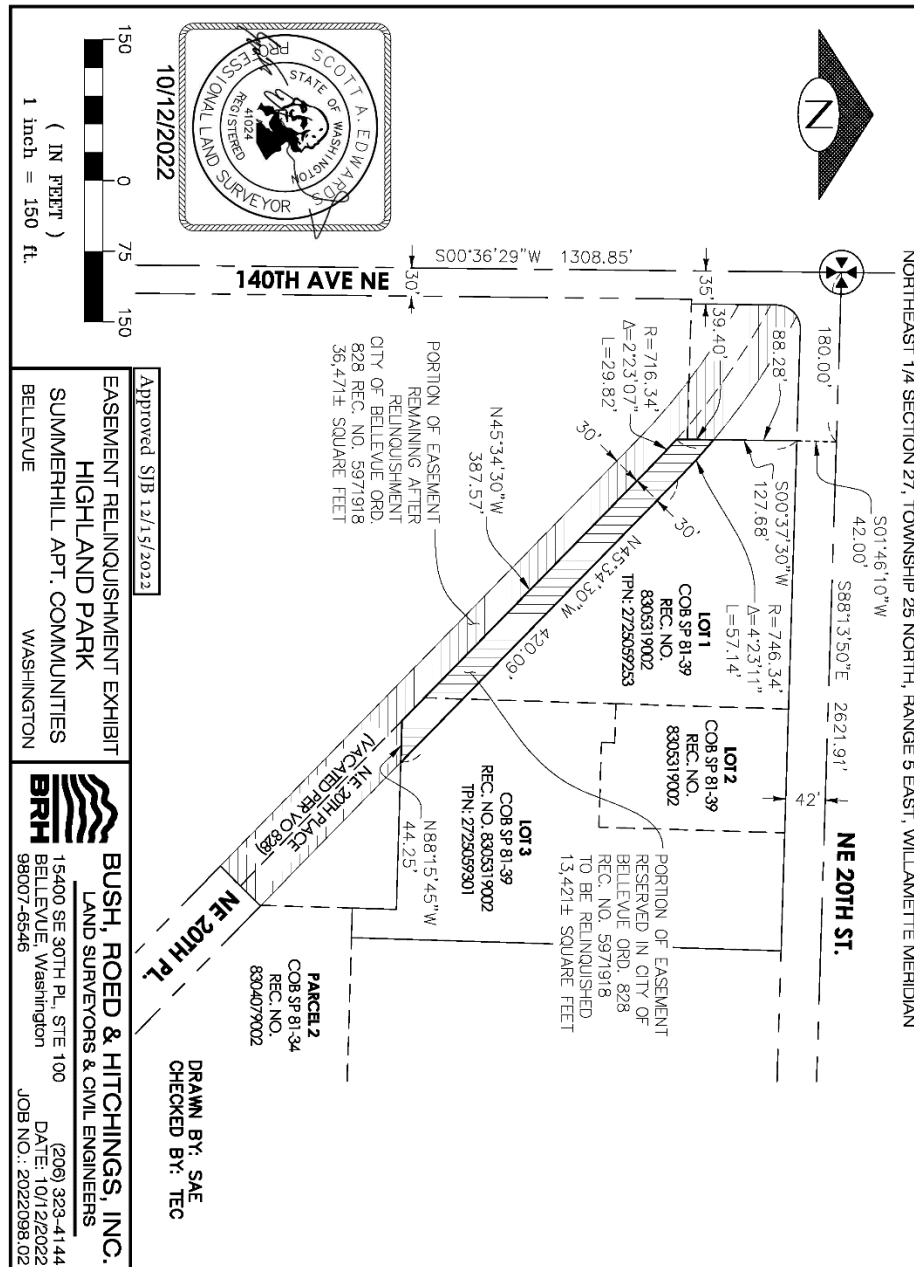 NORTHEAST 1/4 SECTION 27, TOWNSHIP 25 NORTH, RANGE 5 EAST, WILLAMETTE MERIDIAN
N
180.00'
S01°46'10"W
42.00'
S88°13'50"E 2621.91'
NE 20TH ST.
42'
S00°36'29"W 1308.85'
140TH AVE NE
30'
35'
39.40'
88.28'
S00°37'30"W
127.68'
R=746.34'
Δ=4°23'11"
L=57.14'
R=716.34'
Δ=2°23'07"
L=29.82'
30'
30'
N45°34'30"W
420.09'
N45°34'30"W
387.57'
LOT 1
COB SP 81-39
REC. NO.
8305319002
TPN: 2725059253
LOT 2
COB SP 81-39
REC. NO.
8305319002
LOT 3
COB SP 81-39
REC. NO. 8305319002
TPN: 2725059301
PORTION OF EASEMENT
RESERVED IN CITY OF
BELLEVUE ORD. 828
REC. NO. 5971918
TO BE RELINQUISHED
13,421± SQUARE FEET
PORTION OF EASEMENT
REMAINING AFTER
RELINQUISHMENT
CITY OF BELLEVUE ORD.
828 REC. NO. 5971918
36,471± SQUARE FEET
N88°15'45"W
44.25'
N.E. 20TH PLACE
(VACATED PER VO 828)
NE 20TH PL.
PARCEL 2
COB SP 81-34
REC. NO.
8304079002
DRAWN BY: SAE
CHECKED BY: TEC
SCOTT A. EDWARDS
STATE OF WASHINGTON
41024
REGISTERED
PROFESSIONAL LAND SURVEYOR
10/12/2022
150 0 75 150
( IN FEET )
1 inch = 150 ft.
Approved SJB 12/15/2022
EASEMENT RELINQUISHMENT EXHIBIT
HIGHLAND PARK
SUMMERHILL APT. COMMUNITIES
BELLEVUE WASHINGTON
BRH
BUSH, ROED & HITCHINGS, INC.
LAND SURVEYORS & CIVIL ENGINEERS
15400 SE 30TH PL, STE 100 (206) 323-4144
BELLEVUE, Washington DATE: 10/12/2022
98007-6546 JOB NO.: 2022098.02